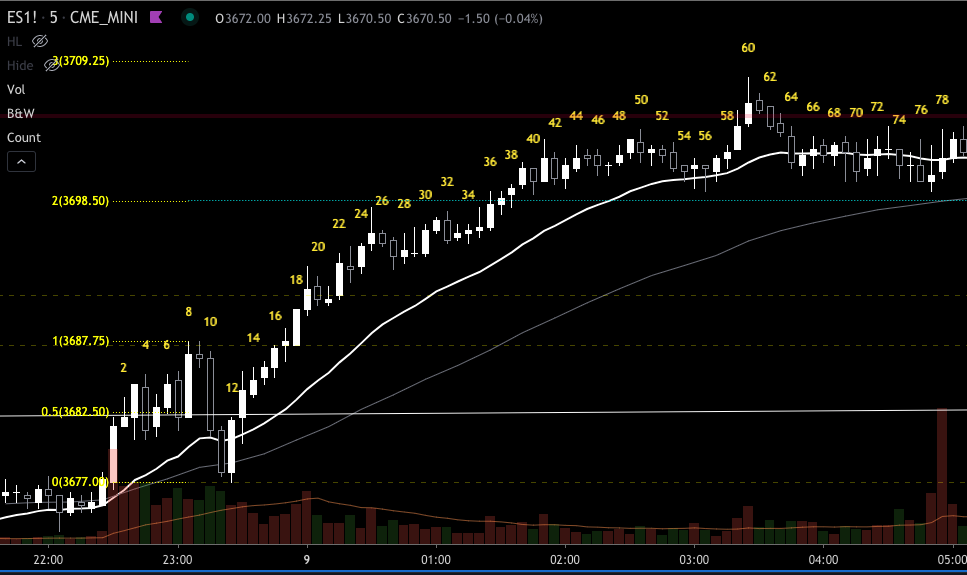 ES1! · 5 · CME_MINI O3672.00 H3672.25 L3670.50 C3670.50 −1.50 (−0.04%)
HL
Hide
3(3709.25)
Vol
B&W
Count
2(3698.50)
1(3687.75)
0.5(3682.50)
0(3677.00)
2 4 6 8 10 12 14 16 18 20 22 24 26 28 30 32 34 36 38 40 42 44 46 48 50 52 54 56 58 60 62 64 66 68 70 72 74 76 78
22:00 23:00 9 01:00 02:00 03:00 04:00 05:00